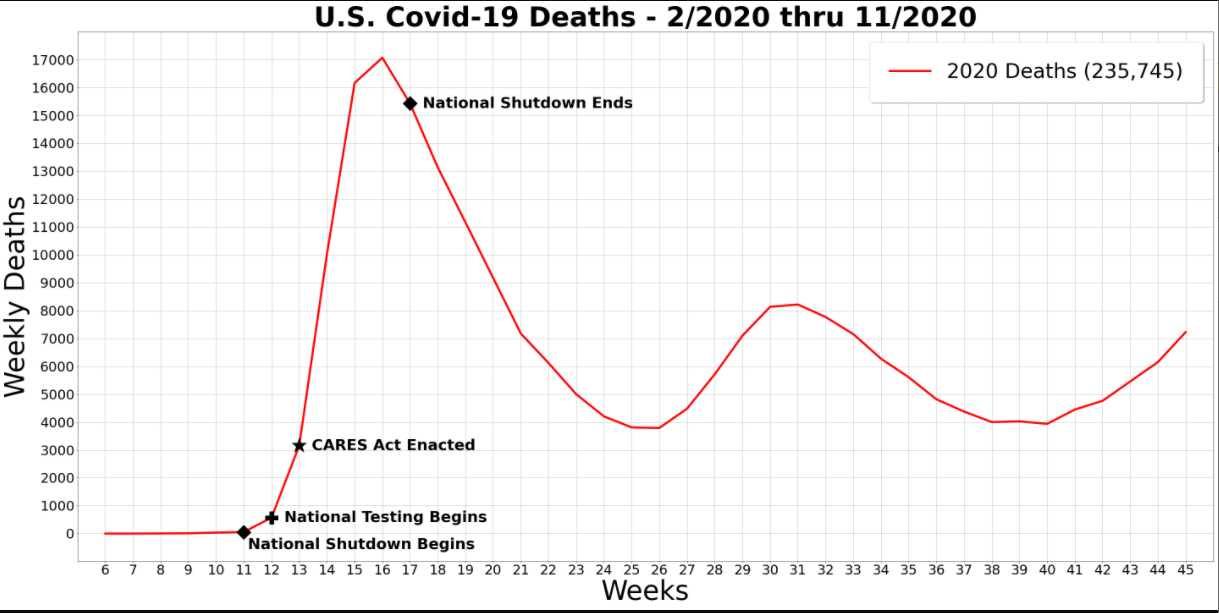 U.S. Covid-19 Deaths - 2/2020 thru 11/2020
2020 Deaths (235,745)
Weekly Deaths
17000
16000
15000
14000
13000
12000
11000
10000
9000
8000
7000
6000
5000
4000
3000
2000
1000
0
National Shutdown Ends
CARES Act Enacted
National Testing Begins
National Shutdown Begins
6 7 8 9 10 11 12 13 14 15 16 17 18 19 20 21 22 23 24 25 26 27 28 29 30 31 32 33 34 35 36 37 38 39 40 41 42 43 44 45
Weeks